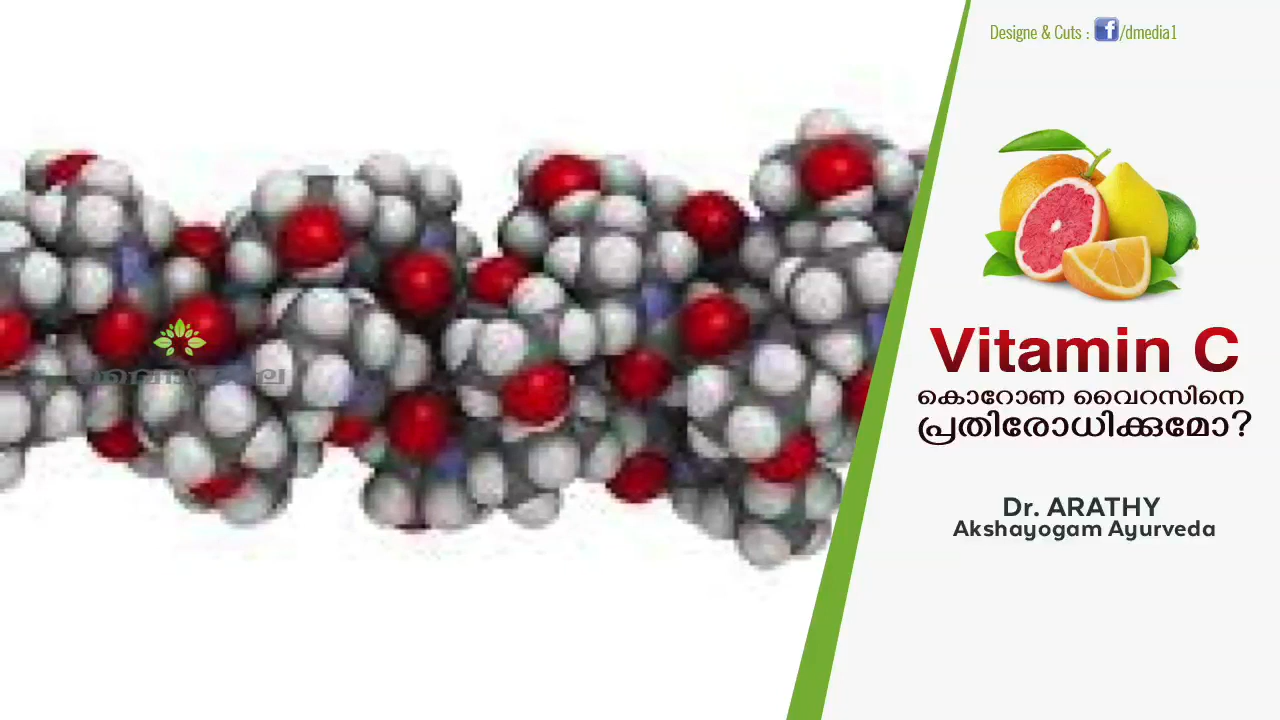 Designe & Cuts : f/dmedia1
Vitamin C
കൊറോണ വൈറസിനെ
പ്രതിരോധിക്കുമോ?
Dr. ARATHY
Akshayogam Ayurveda